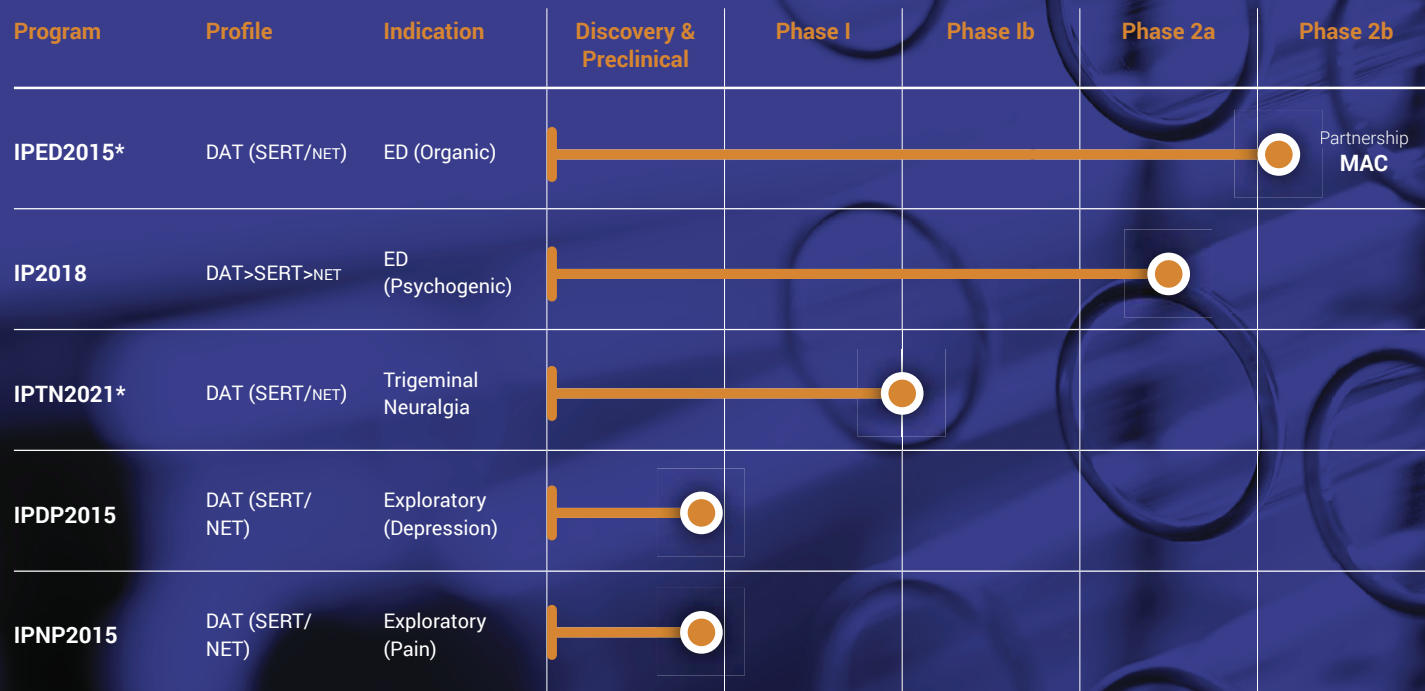 Program Profile Indication Discovery & Phase I Phase Ib Phase 2a Phase 2b
Preclinical
IPED2015* DAT (SERT/NET) ED (Organic) Partnership
MAC
IP2018 DAT>SERT>NET ED
(Psychogenic)
IPTN2021* DAT (SERT/NET) Trigeminal
Neuralgia
IPDP2015 DAT (SERT/ Exploratory
NET) (Depression)
IPNP2015 DAT (SERT/ Exploratory
NET) (Pain)